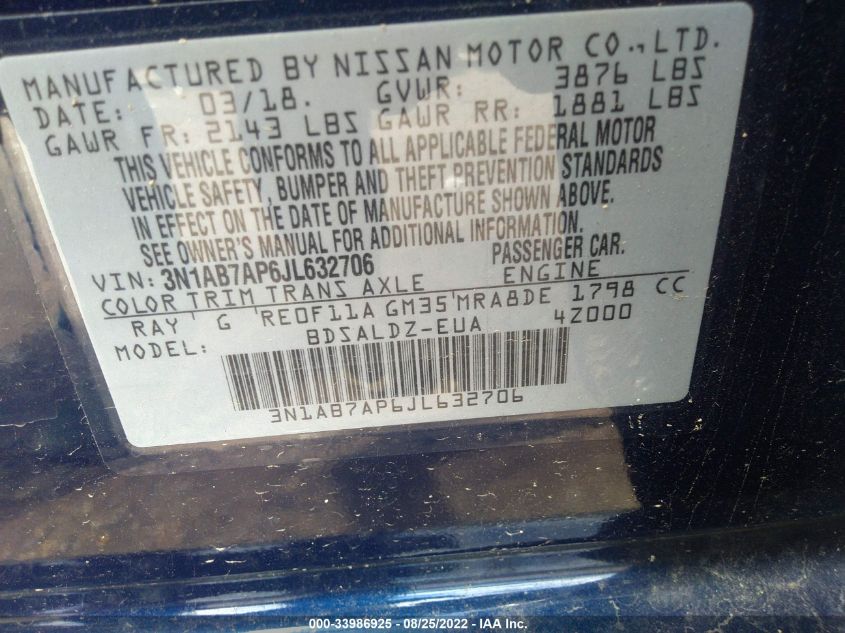 MANUFACTURED BY NISSAN MOTOR CO.,LTD.
DATE: 03/18. GVWR: 3876 LBS
GAWR FR: 2143 LBS GAWR RR: 1881 LBS
THIS VEHICLE CONFORMS TO ALL APPLICABLE FEDERAL MOTOR
VEHICLE SAFETY, BUMPER AND THEFT PREVENTION STANDARDS
IN EFFECT ON THE DATE OF MANUFACTURE SHOWN ABOVE.
SEE OWNER'S MANUAL FOR ADDITIONAL INFORMATION.
VIN: 3N1AB7AP6JL632706 PASSENGER CAR.
COLOR TRIM TRANS AXLE ENGINE
RAY G RE0F11A GM35 MRA8DE 1798 CC
MODEL: BDSALDZ-EUA 4Z000
3N1AB7AP6JL632706
000-33986925 - 08/25/2022 - IAA Inc.